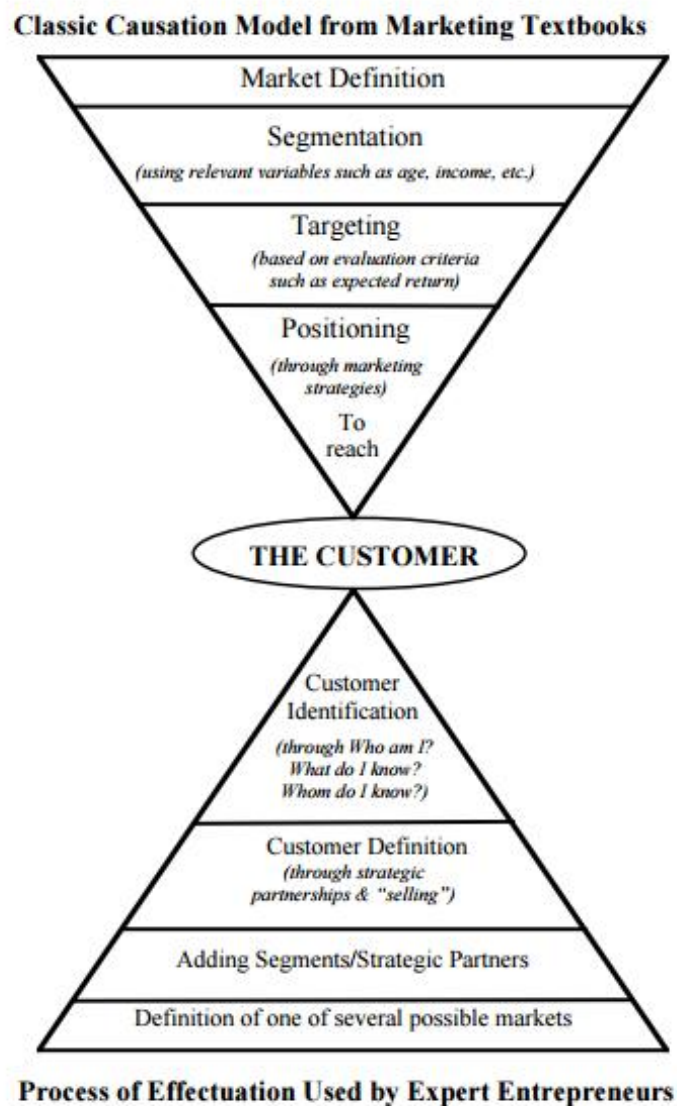 Classic Causation Model from Marketing Textbooks
Market Definition
Segmentation
(using relevant variables such as age, income, etc.)
Targeting
(based on evaluation criteria
such as expected return)
Positioning
(through marketing
strategies)
To
reach
THE CUSTOMER
Customer
Identification
(through Who am I?
What do I know?
Whom do I know?)
Customer Definition
(through strategic
partnerships & “selling”)
Adding Segments/Strategic Partners
Definition of one of several possible markets
Process of Effectuation Used by Expert Entrepreneurs